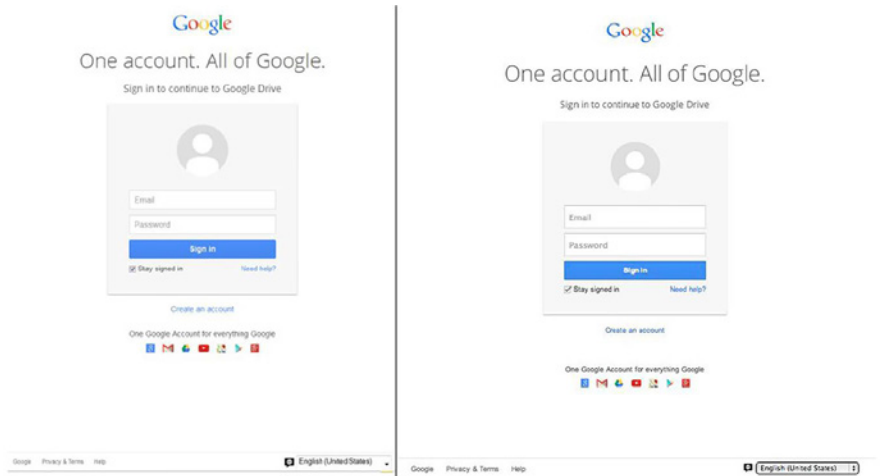 Google
One account. All of Google.
Sign in to continue to Google Drive
Email
Password
Sign in
Stay signed in Need help?
Create an account
One Google Account for everything Google
Google Privacy & Terms Help English (United States)
Google
One account. All of Google.
Sign in to continue to Google Drive
Email
Password
Sign in
Stay signed in Need help?
Create an account
One Google Account for everything Google
Google Privacy & Terms Help English (United States)